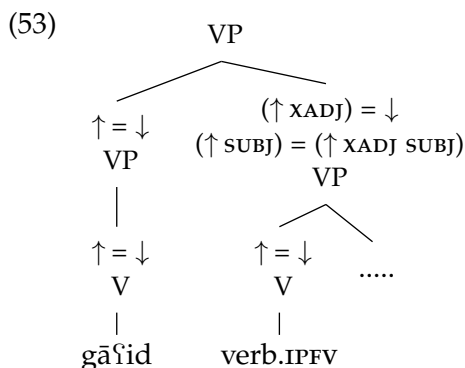 (53)
VP
(↑ XADJ) = ↓
↑ = ↓ (↑ SUBJ) = (↑ XADJ SUBJ)
VP VP
↑ = ↓ ↑ = ↓ .....
V V
gāʕid verb.IPFV